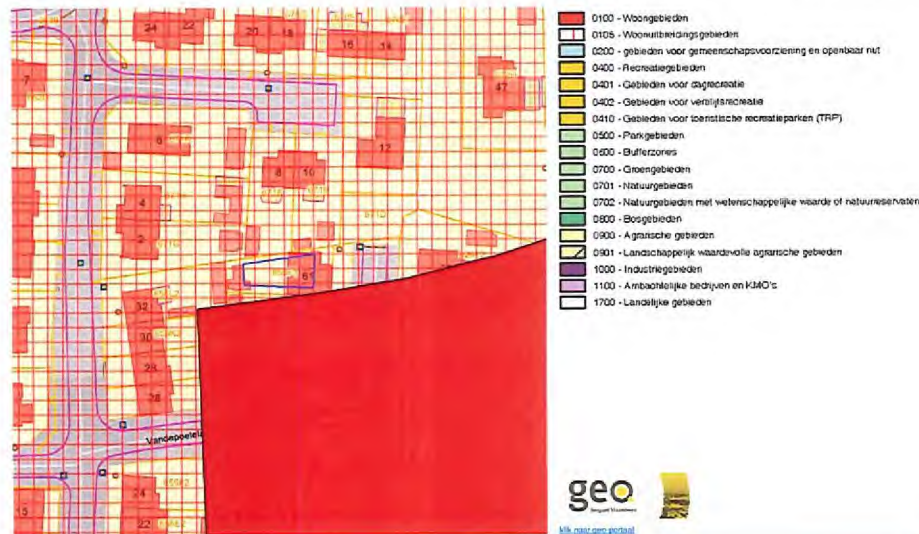 24
20
18
16
14
7
47
6
12
8
10
4
2
61
32
30
28
26
Vandepoele
24
22
15
0100 - Woongebieden
0105 - Woonuitbreidingsgebieden
0200 - gebieden voor gemeenschapsvoorziening en openbaar nut
0400 - Recreatiegebieden
0401 - Gebieden voor dagrecreatie
0402 - Gebieden voor verblijfsrecreatie
0410 - Gebieden voor toeristische recreatieparken (TRP)
0500 - Parkgebieden
0600 - Bufferzones
0700 - Groengebieden
0701 - Natuurgebieden
0702 - Natuurgebieden met wetenschappelijke waarde of natuurreservaten
0800 - Bosgebieden
0900 - Agrarische gebieden
0901 - Landschappelijk waardevolle agrarische gebieden
1000 - Industriegebieden
1100 - Ambachtelijke bedrijven en KMO's
1700 - Landelijke gebieden
geo
klik naar geo-portaal